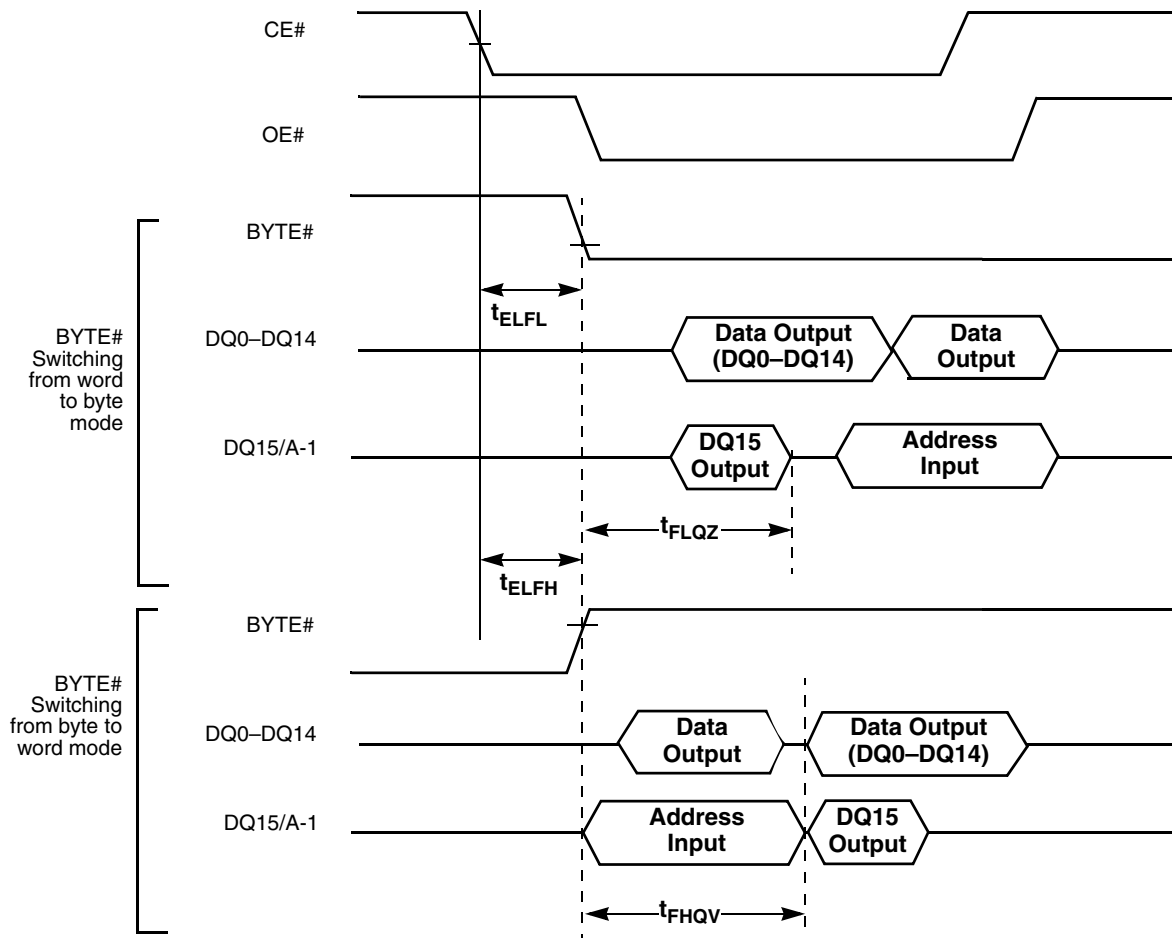 CE#
OE#
BYTE#
tELFL
BYTE#
Switching
from word
to byte
mode
DQ0–DQ14
Data Output
(DQ0–DQ14)
Data
Output
DQ15/A-1
DQ15
Output
Address
Input
tFLQZ
tELFH
BYTE#
BYTE#
Switching
from byte to
word mode
DQ0–DQ14
Data
Output
Data Output
(DQ0–DQ14)
DQ15/A-1
Address
Input
DQ15
Output
tFHQV